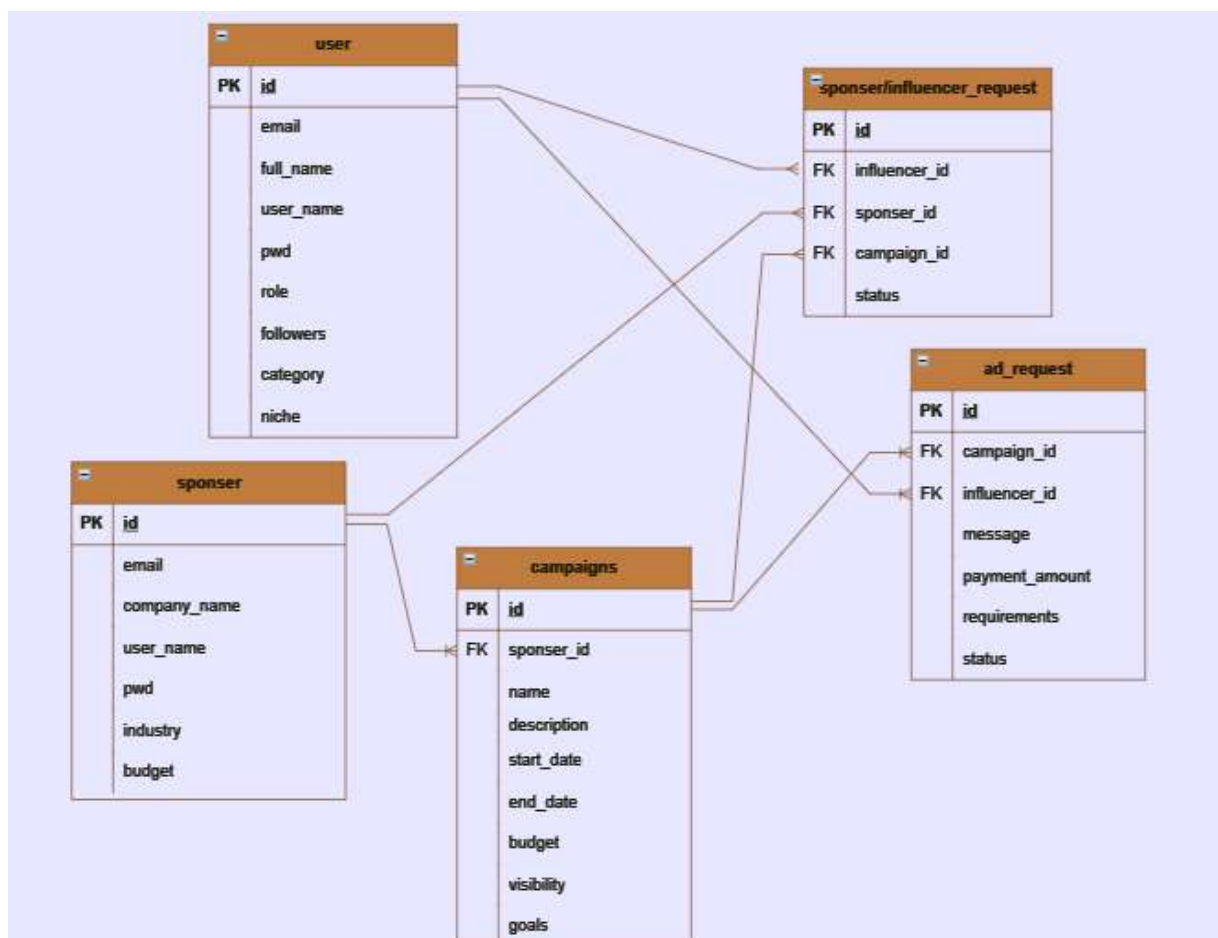 user
PK id
email
full_name
user_name
pwd
role
followers
category
niche
sponser/influencer_request
PK id
FK influencer_id
FK sponser_id
FK campaign_id
status
ad_request
PK id
FK campaign_id
FK influencer_id
message
payment_amount
requirements
status
sponser
PK id
email
company_name
user_name
pwd
industry
budget
campaigns
PK id
FK sponser_id
name
description
start_date
end_date
budget
visibility
goals